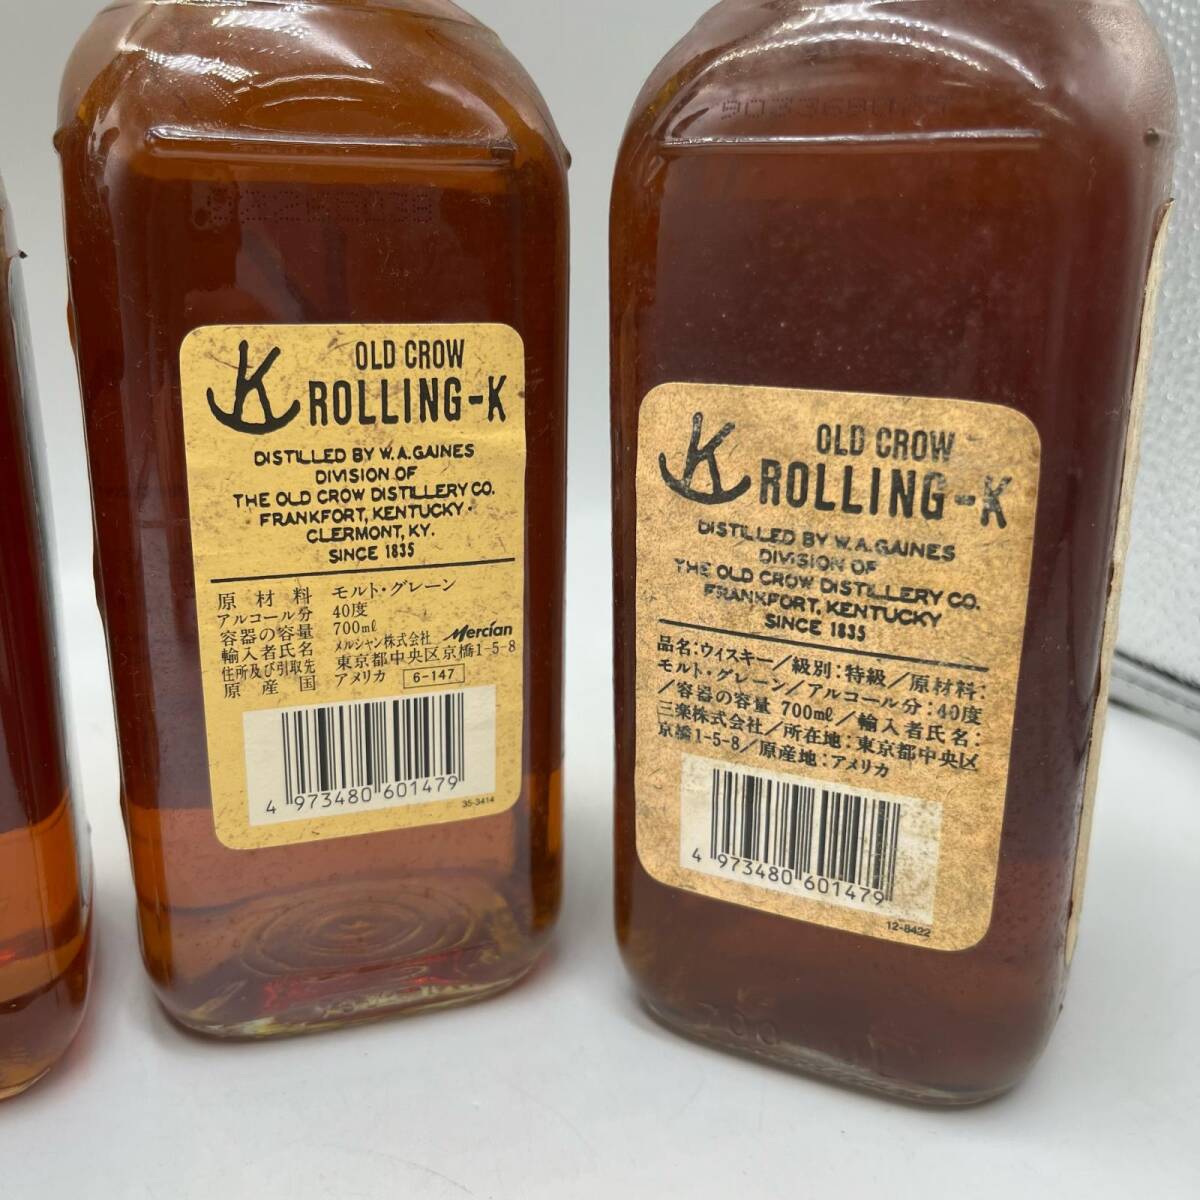 K
OLD CROW
ROLLING-K
DISTILLED BY W.A.GAINES
DIVISION OF
THE OLD CROW DISTILLERY CO.
FRANKFORT, KENTUCKY·
CLERMONT, KY.
SINCE 1835
原材料 モルト・グレーン
アルコール分 40度
容器の容量 700ml
輸入者氏名 メルシャン株式会社 Mercian
住所及び引取先 東京都中央区京橋1-5-8
原産国 アメリカ 6-147
4 973480 601479
35-3414
K
OLD CROW
ROLLING-K
DISTILLED BY W.A.GAINES
DIVISION OF
THE OLD CROW DISTILLERY CO.
FRANKFORT, KENTUCKY
SINCE 1835
品名:ウィスキー/級別:特級/原材料:
モルト・グレーン/アルコール分:40度
/容器の容量 700ml/輸入者氏名:
三楽株式会社/所在地:東京都中央区
京橋1-5-8/原産地:アメリカ
4 973480 601479
12-8422
700